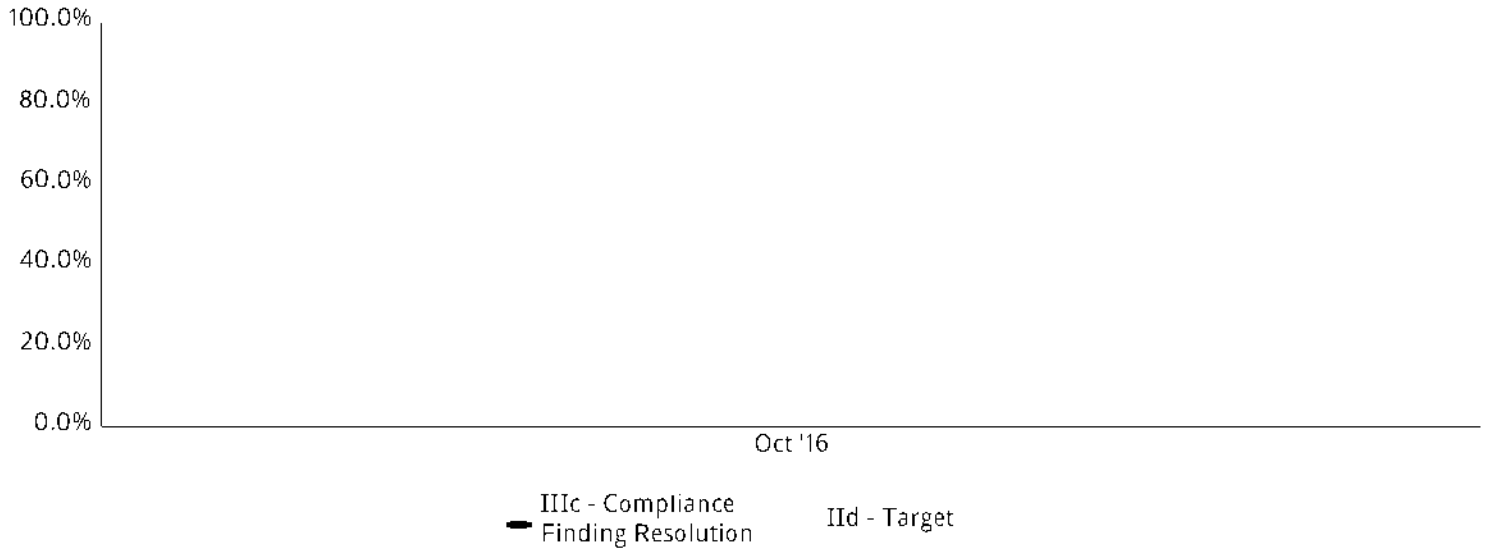 100.0%
80.0%
60.0%
40.0%
20.0%
0.0%
Oct '16
IIIc - Compliance
Finding Resolution
IId - Target